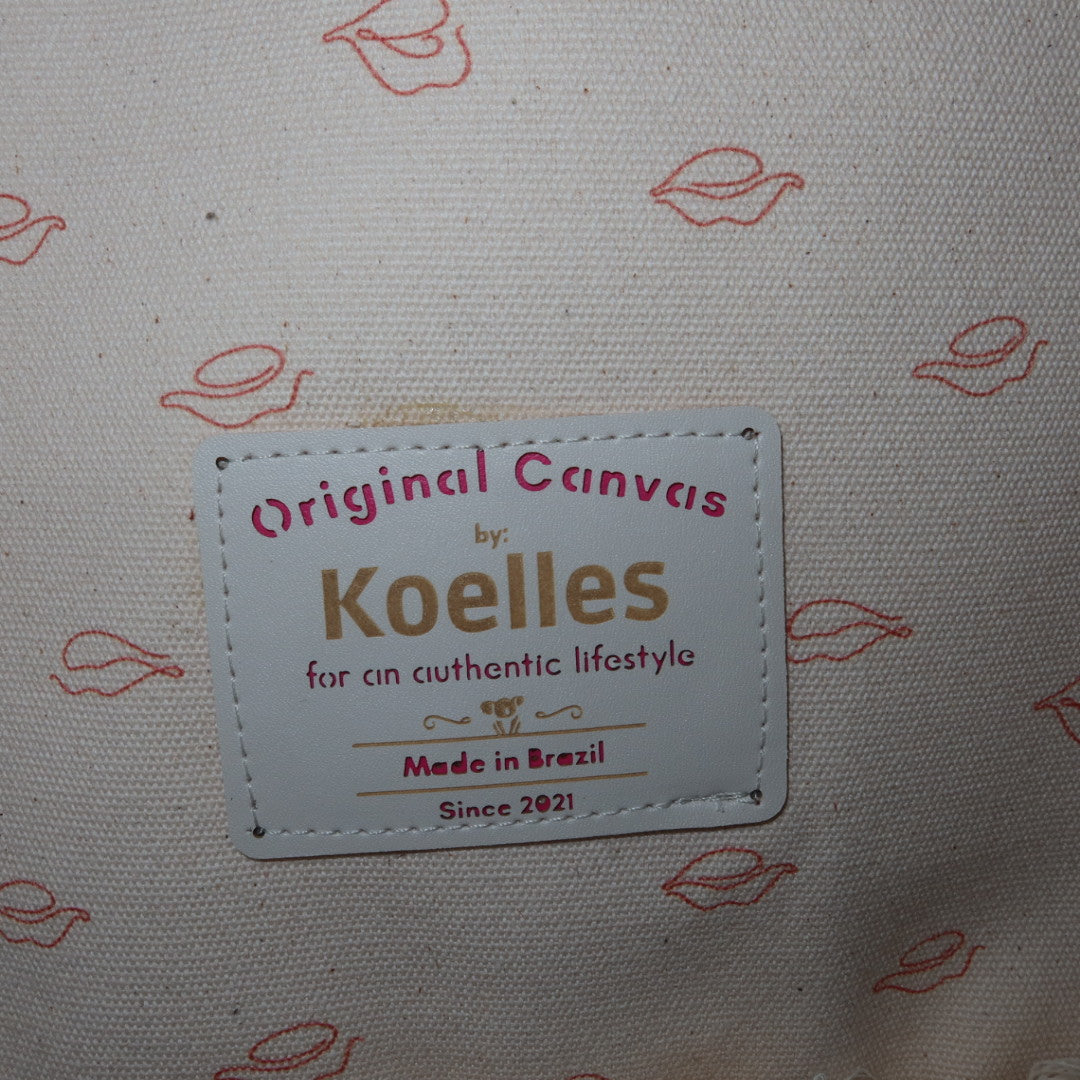 Original Canvas
by:
Koelles
for an authentic lifestyle
Made in Brazil
Since 2021